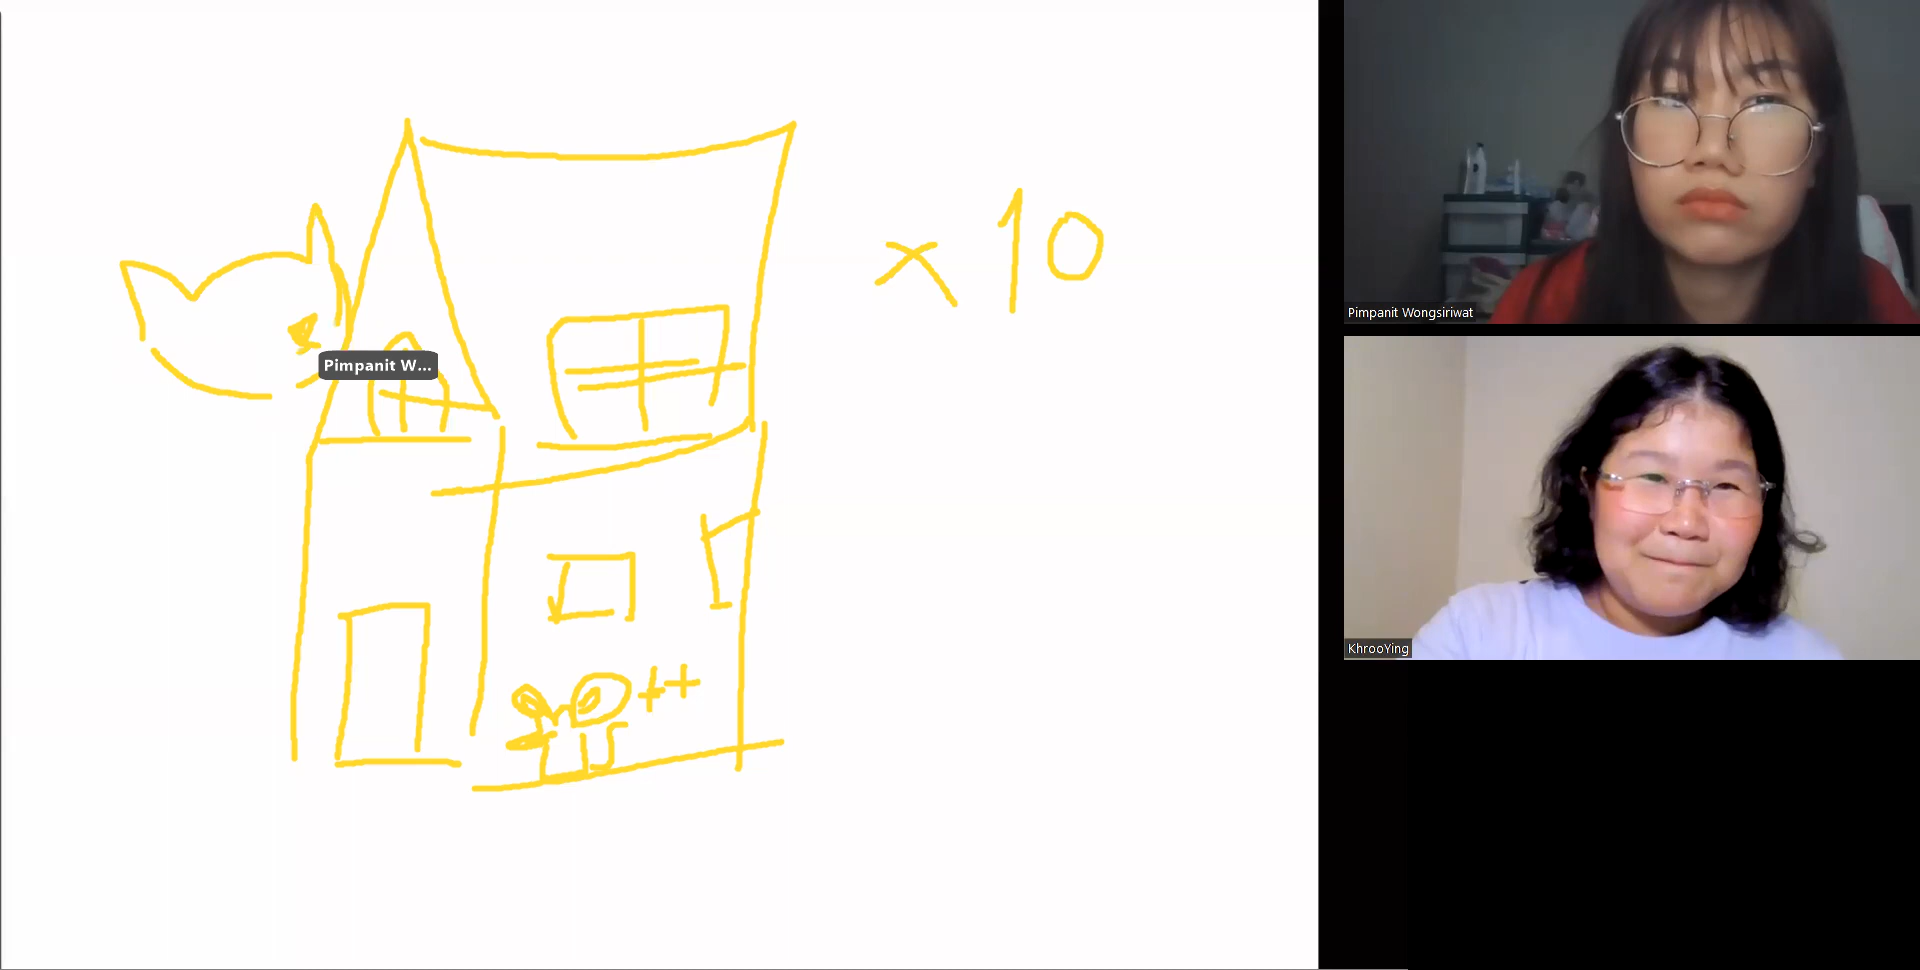 x 10
Pimpanit W...
++
Pimpanit Wongsiriwat
KhrooYing